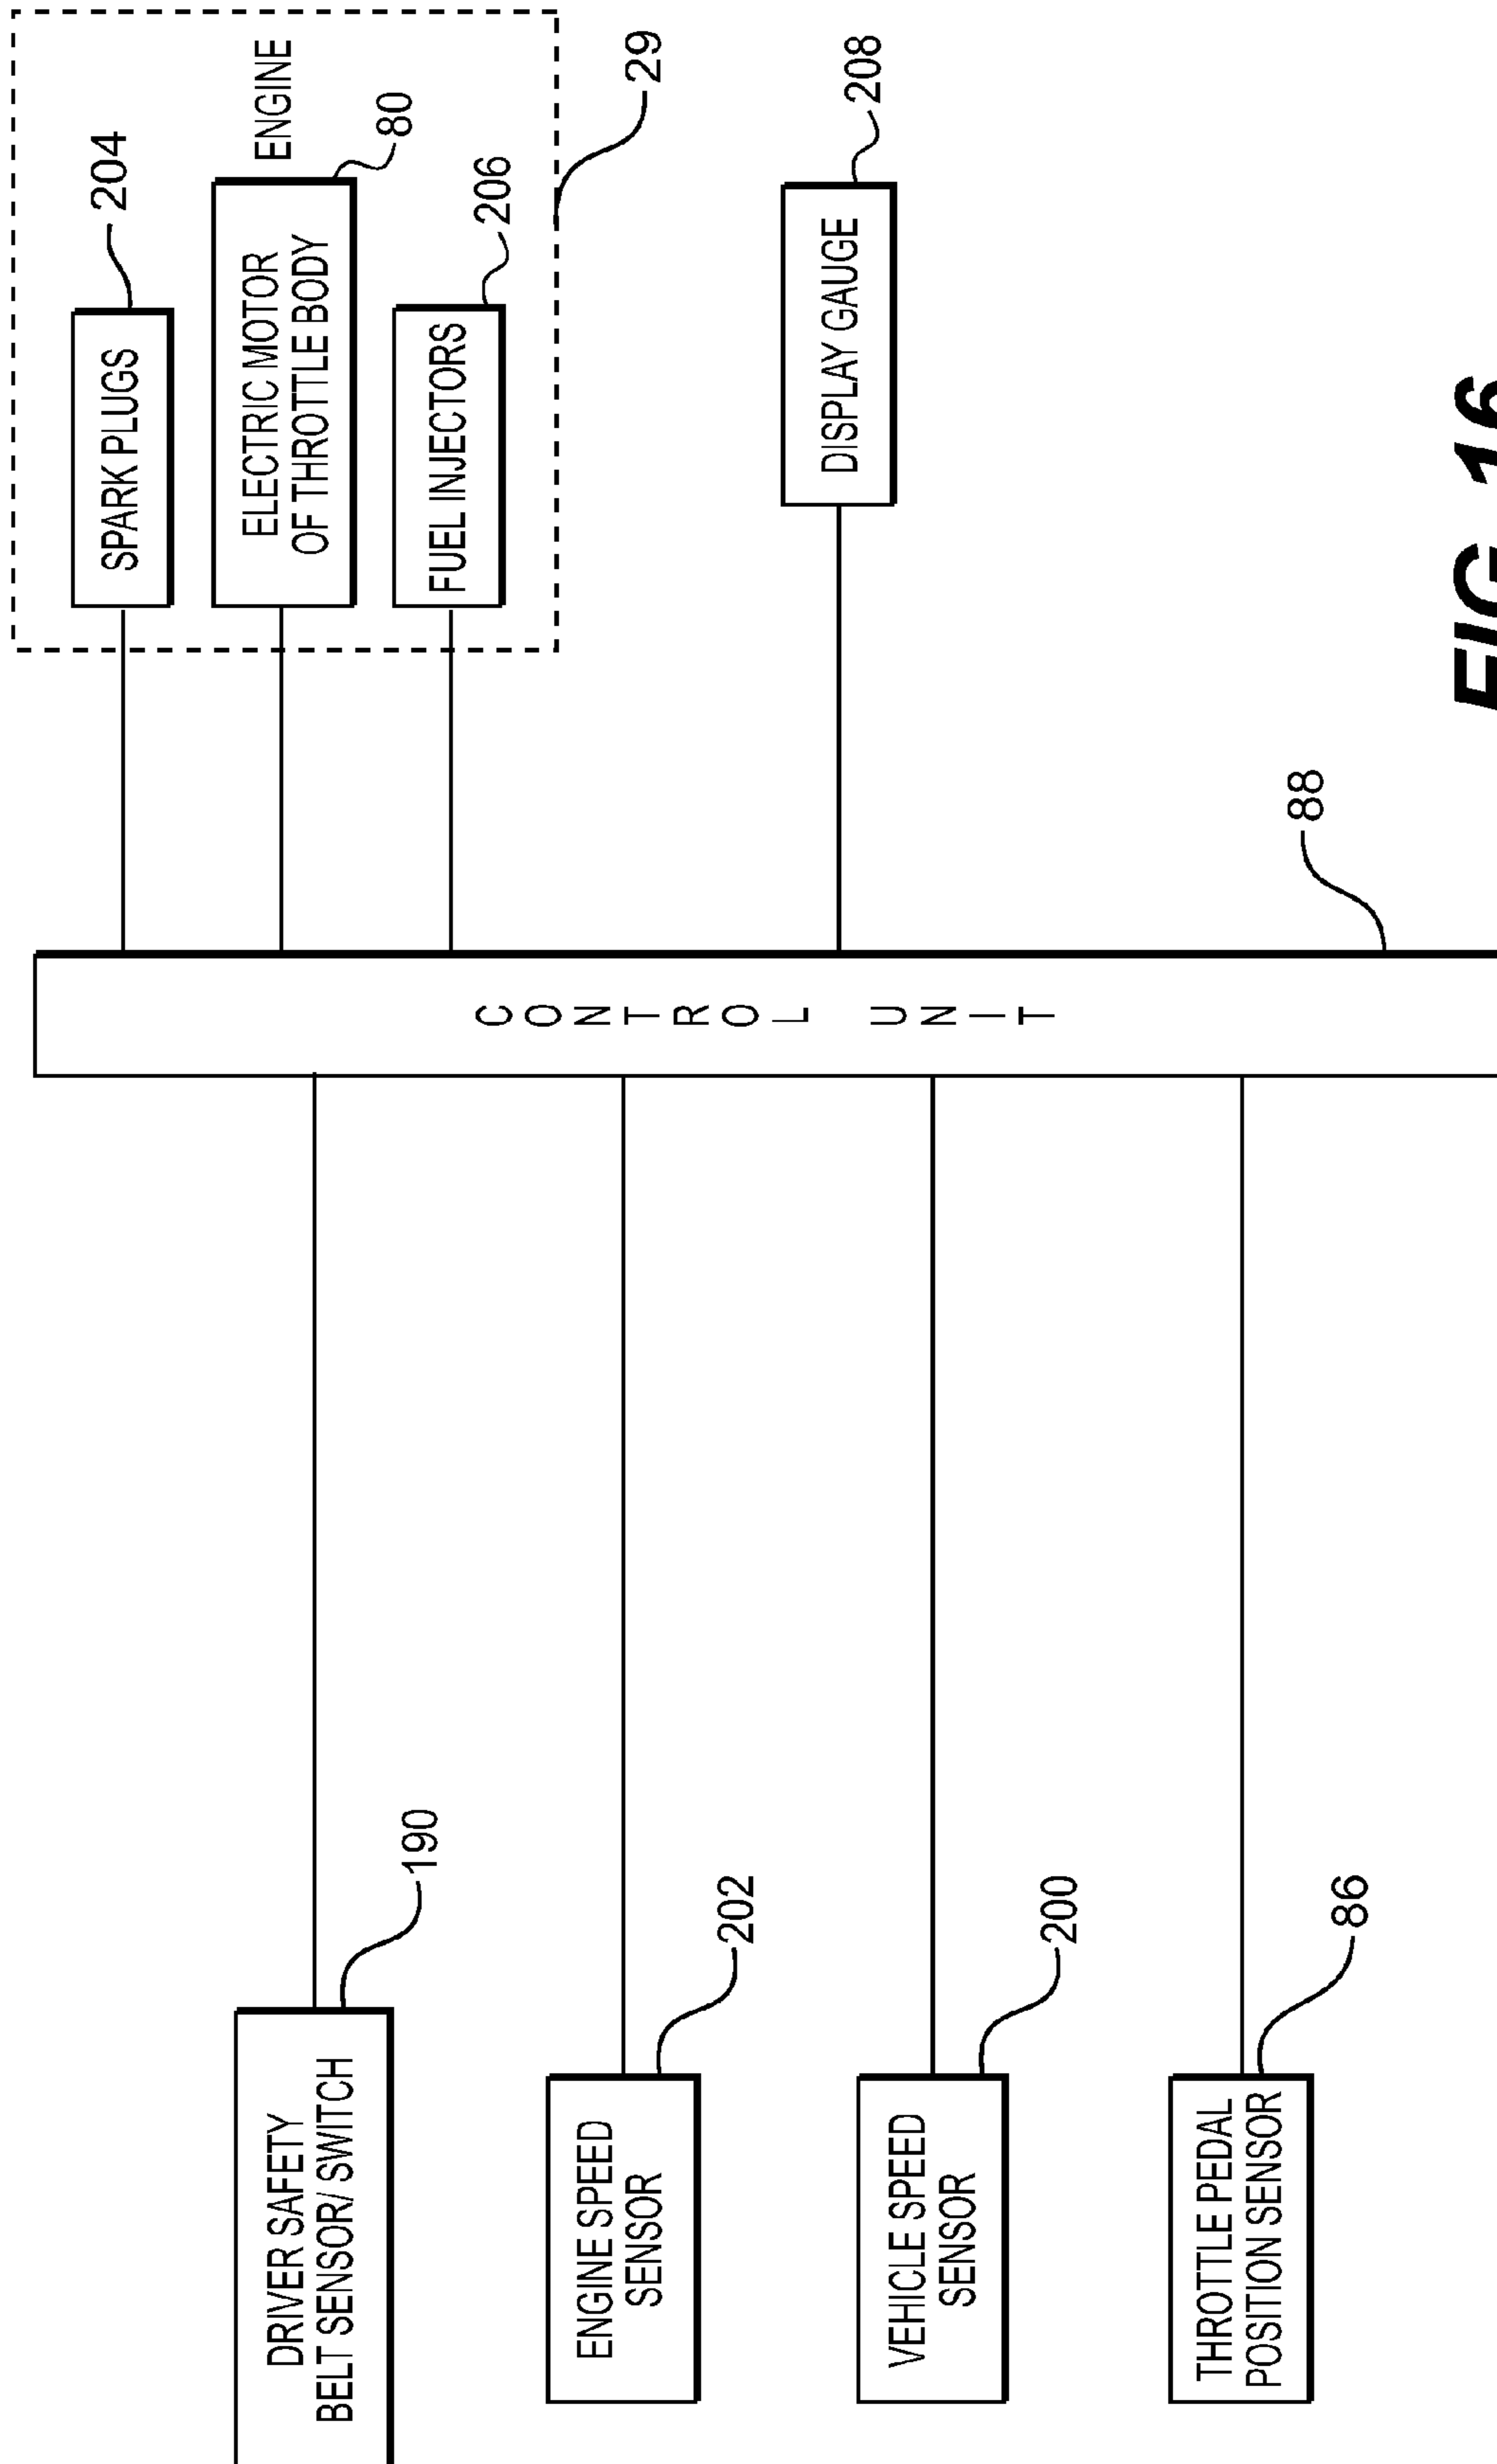 DRIVER SAFETY
BELT SENSOR/SWITCH
190
ENGINE SPEED
SENSOR
202
VEHICLE SPEED
SENSOR
200
THROTTLE PEDAL
POSITION SENSOR
86
CONTROL UNIT
88
SPARK PLUGS
204
ENGINE
ELECTRIC MOTOR
OF THROTTLE BODY
80
FUEL INJECTORS
206
29
DISPLAY GAUGE
208
FIG. 16